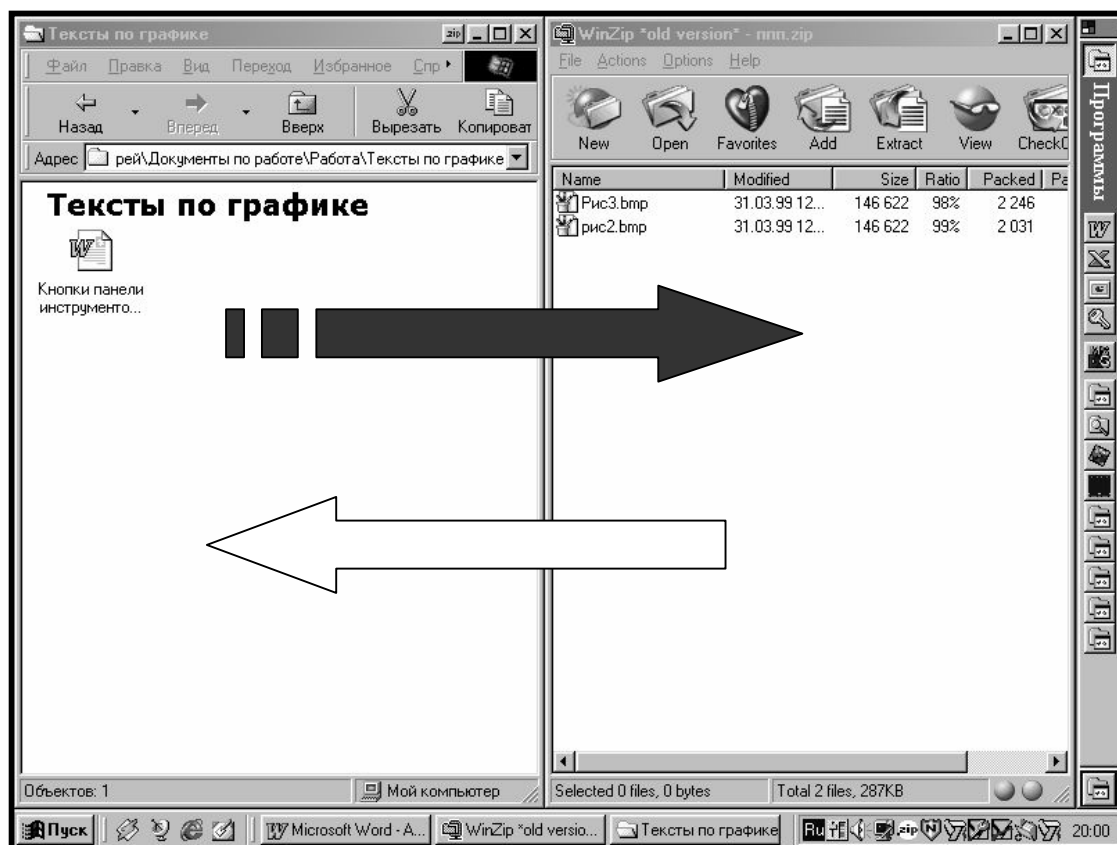 Тексты по графике
zip
Файл Правка Вид Переход Избранное Спр
Назад Вперед Вверх Вырезать Копироват
Адрес рей\Документы по работе\Работа\Тексты по графике
Тексты по графике
Кнопки панели
инструменто...
Объектов: 1 Мой компьютер
WinZip *old version* - nnn.zip
File Actions Options Help
New Open Favorites Add Extract View CheckO
Name Modified Size Ratio Packed Pa
Рис3.bmp 31.03.99 12... 146 622 98% 2 246
рис2.bmp 31.03.99 12... 146 622 99% 2 031
Selected 0 files, 0 bytes Total 2 files, 287KB
Программы
Пуск Microsoft Word - A... WinZip *old versio... Тексты по графике Ru zip 20:00